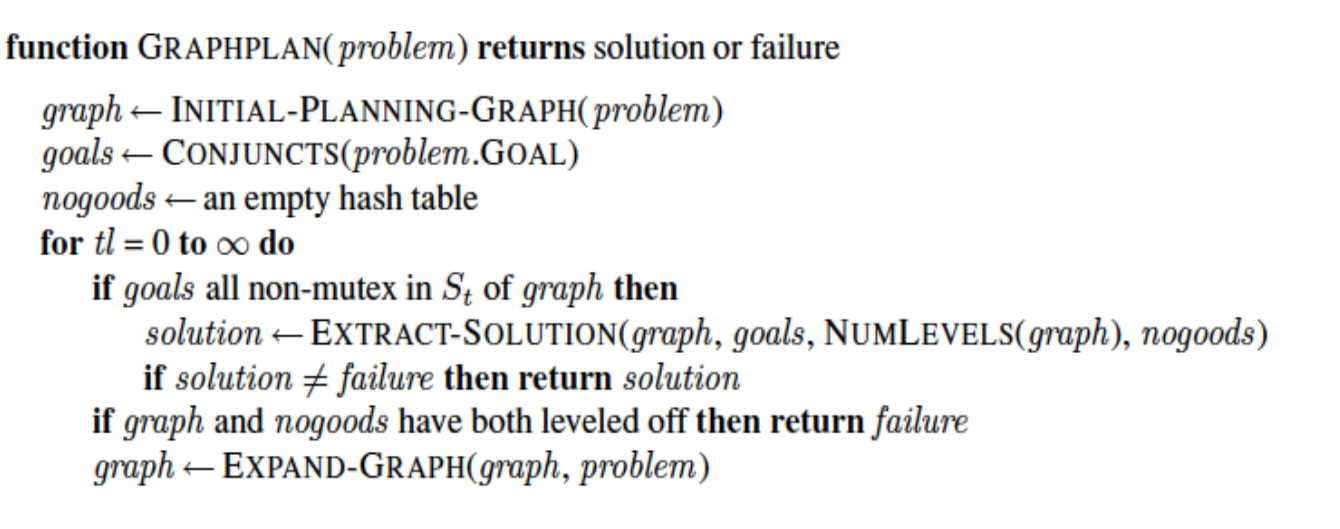 function GRAPHPLAN(problem) returns solution or failure
graph ← INITIAL-PLANNING-GRAPH(problem)
goals ← CONJUNCTS(problem.GOAL)
nogoods ← an empty hash table
for tl = 0 to ∞ do
if goals all non-mutex in St of graph then
solution ← EXTRACT-SOLUTION(graph, goals, NUMLEVELS(graph), nogoods)
if solution ≠ failure then return solution
if graph and nogoods have both leveled off then return failure
graph ← EXPAND-GRAPH(graph, problem)